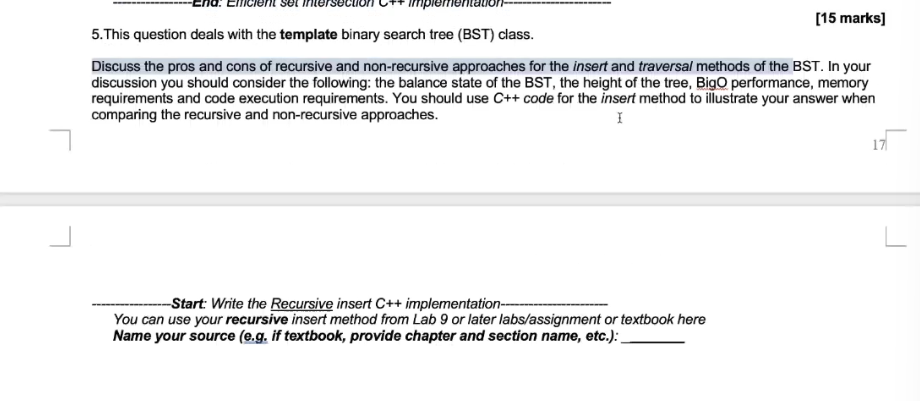 -----------------End: Efficient set intersection C++ implementation-----------------------
[15 marks]
5.This question deals with the template binary search tree (BST) class.
Discuss the pros and cons of recursive and non-recursive approaches for the insert and traversal methods of the BST. In your
discussion you should consider the following: the balance state of the BST, the height of the tree, BigO performance, memory
requirements and code execution requirements. You should use C++ code for the insert method to illustrate your answer when
comparing the recursive and non-recursive approaches.
17
-----------------Start: Write the Recursive insert C++ implementation-----------------------
You can use your recursive insert method from Lab 9 or later labs/assignment or textbook here
Name your source (e.g. if textbook, provide chapter and section name, etc.): ________